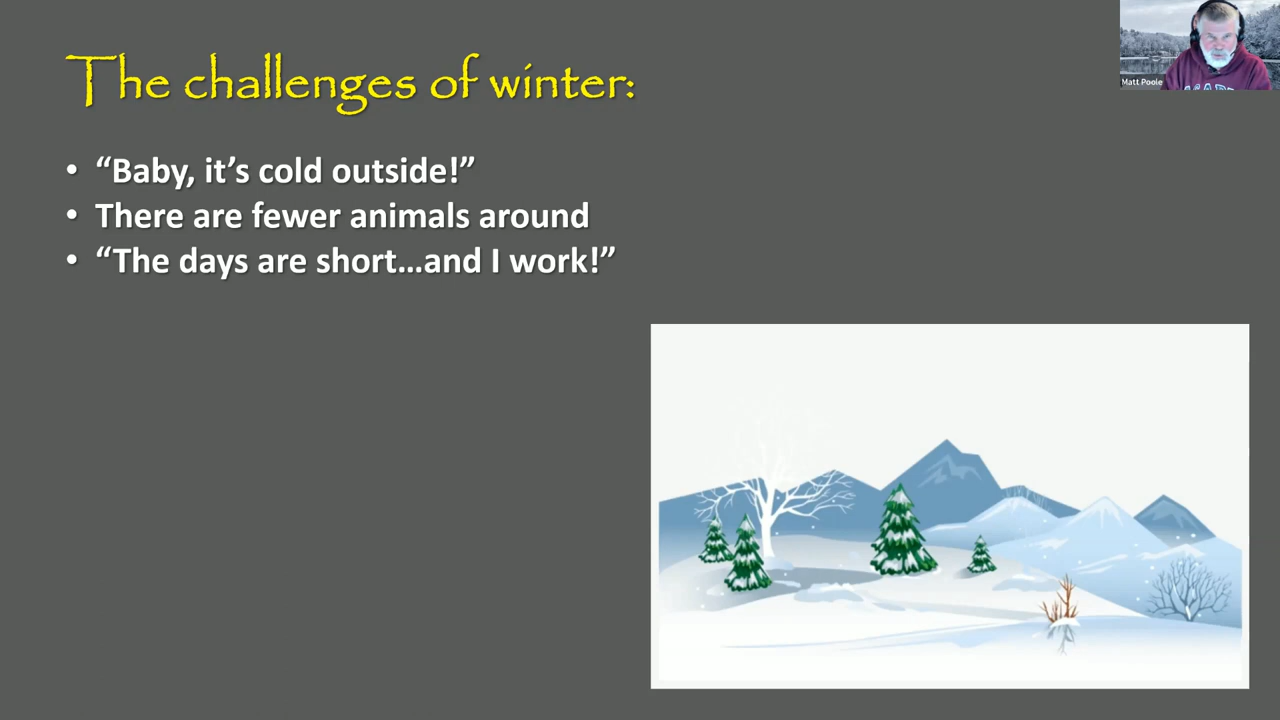 The challenges of winter:
• “Baby, it’s cold outside!”
• There are fewer animals around
• “The days are short…and I work!”
Matt Poole